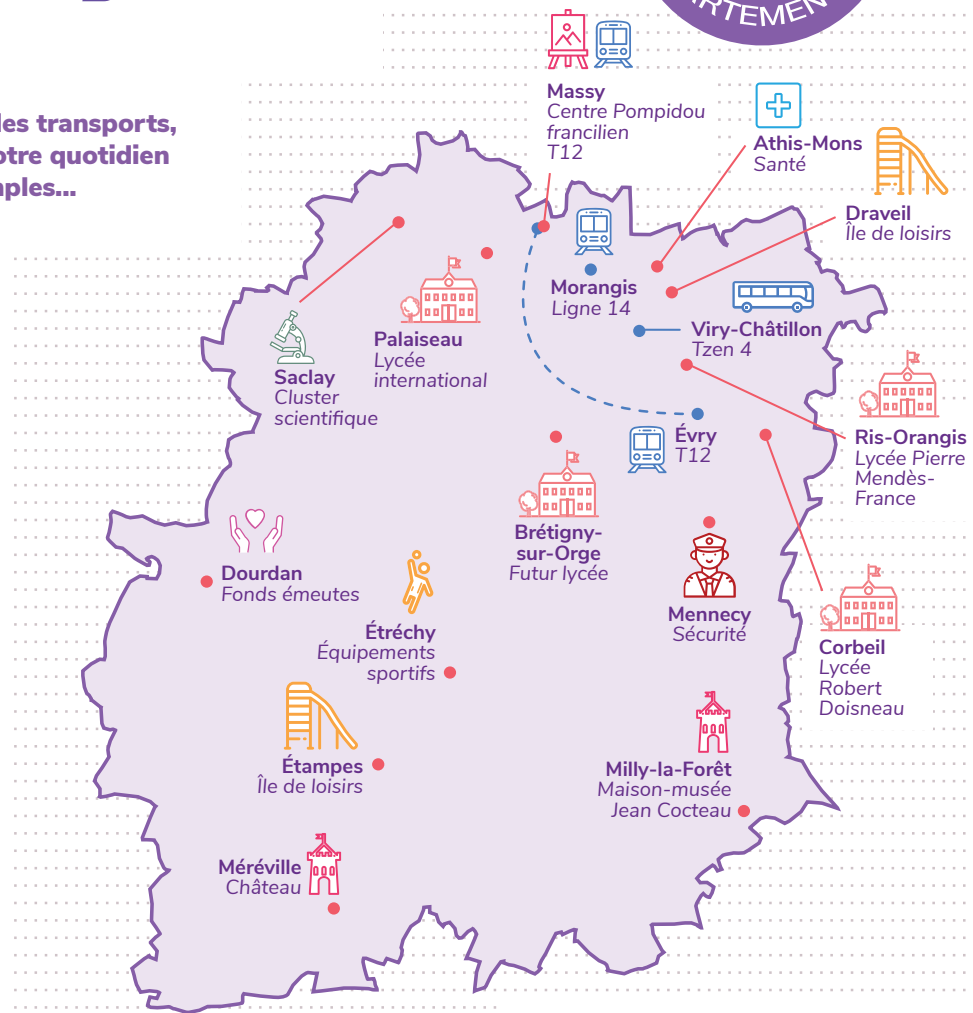 les transports,
otre quotidien
Massy
Centre Pompidou
francilien
T12
Athis-Mons
Santé
Draveil
Île de loisirs
Morangis
Ligne 14
Viry-Châtillon
Tzen 4
Palaiseau
Lycée
international
Saclay
Cluster
scientifique
Ris-Orangis
Lycée Pierre
Mendès-
France
Évry
T12
Brétigny-
sur-Orge
Futur lycée
Dourdan
Fonds émeutes
Étréchy
Équipements
sportifs
Mennecy
Sécurité
Corbeil
Lycée
Robert
Doisneau
Étampes
Île de loisirs
Milly-la-Forêt
Maison-musée
Jean Cocteau
Méréville
Château